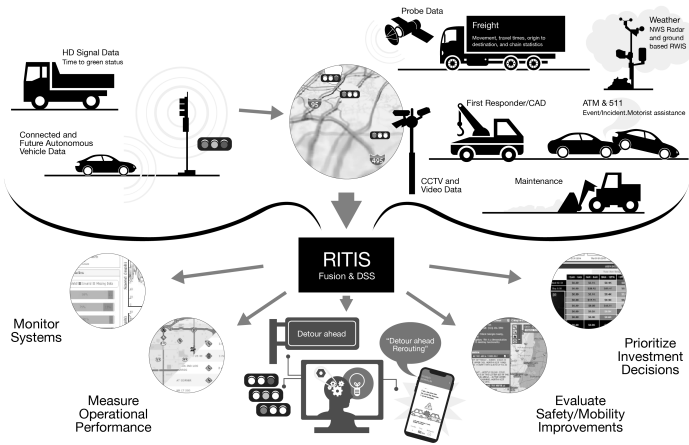 Probe Data
Freight
Movement, travel times, origin to
destination, and chain statistics
Weather
NWS Radar
and ground
based RWIS
HD Signal Data
Time to green status
95
First Responder/CAD
ATM & 511
Event/Incident.Motorist assistance
Connected and
Future Autonomous
Vehicle Data
495
CCTV and
Video Data
Maintenance
RITIS
Fusion & DSS
Monitor
Systems
Detour ahead
"Detour ahead
Rerouting"
Prioritize
Investment
Decisions
Measure
Operational
Performance
Evaluate
Safety/Mobility
Improvements